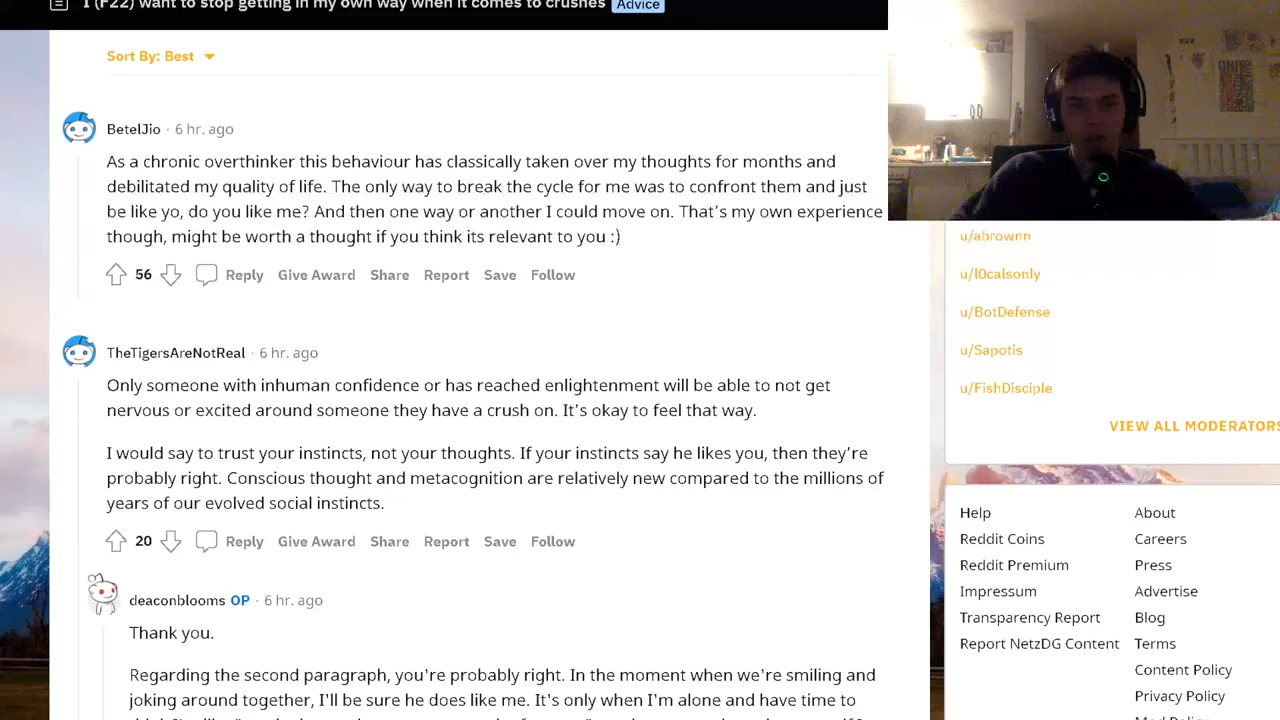 I (F22) want to stop getting in my own way when it comes to crushes Advice
Sort By: Best
BetelJio · 6 hr. ago
As a chronic overthinker this behaviour has classically taken over my thoughts for months and
debilitated my quality of life. The only way to break the cycle for me was to confront them and just
be like yo, do you like me? And then one way or another I could move on. That's my own experience
though, might be worth a thought if you think its relevant to you :)
56 Reply Give Award Share Report Save Follow
TheTigersAreNotReal · 6 hr. ago
Only someone with inhuman confidence or has reached enlightenment will be able to not get
nervous or excited around someone they have a crush on. It's okay to feel that way.
I would say to trust your instincts, not your thoughts. If your instincts say he likes you, then they're
probably right. Conscious thought and metacognition are relatively new compared to the millions of
years of our evolved social instincts.
20 Reply Give Award Share Report Save Follow
deaconblooms OP · 6 hr. ago
Thank you.
Regarding the second paragraph, you're probably right. In the moment when we're smiling and
joking around together, I'll be sure he does like me. It's only when I'm alone and have time to
u/abrownn
u/l0calsonly
u/BotDefense
u/Sapotis
u/FishDisciple
VIEW ALL MODERATORS
Help
Reddit Coins
Reddit Premium
Impressum
Transparency Report
Report NetzDG Content
About
Careers
Press
Advertise
Blog
Terms
Content Policy
Privacy Policy